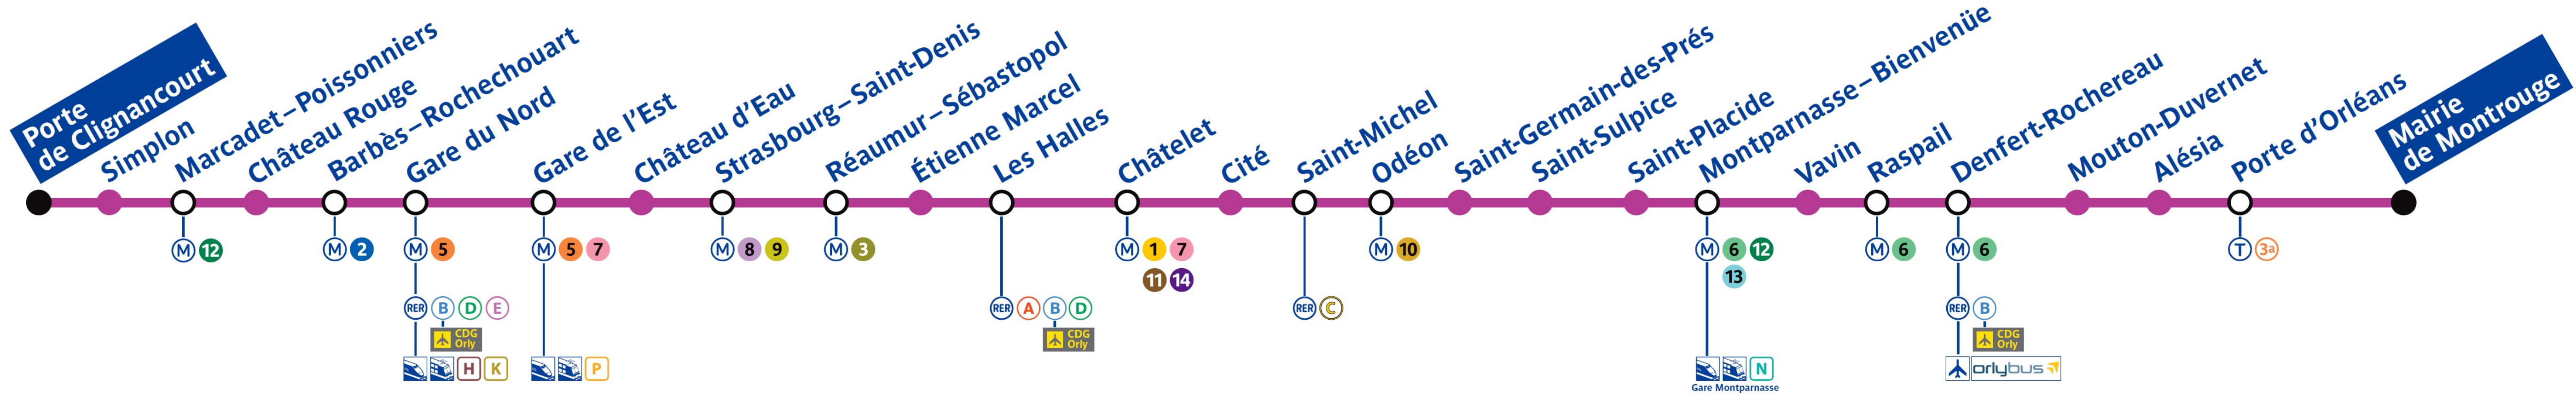 Porte
de Clignancourt
Simplon
Marcadet – Poissonniers
Château Rouge
Barbès – Rochechouart
Gare du Nord
Gare de l’Est
Château d’Eau
Strasbourg – Saint-Denis
Réaumur – Sébastopol
Étienne Marcel
Les Halles
Châtelet
Cité
Saint-Michel
Odéon
Saint-Germain-des-Prés
Saint-Sulpice
Saint-Placide
Montparnasse – Bienvenüe
Vavin
Raspail
Denfert-Rochereau
Mouton-Duvernet
Alésia
Porte d’Orléans
Mairie
de Montrouge
M 12
M 2
M 5
M 5 7
M 8 9
M 3
M 1 7
11 14
M 10
M 6 12
13
M 6
M 6
T 3a
RER B D E
CDG
Orly
H K
P
RER A B D
CDG
Orly
RER C
N
Gare Montparnasse
RER B
CDG
Orly
orlybus